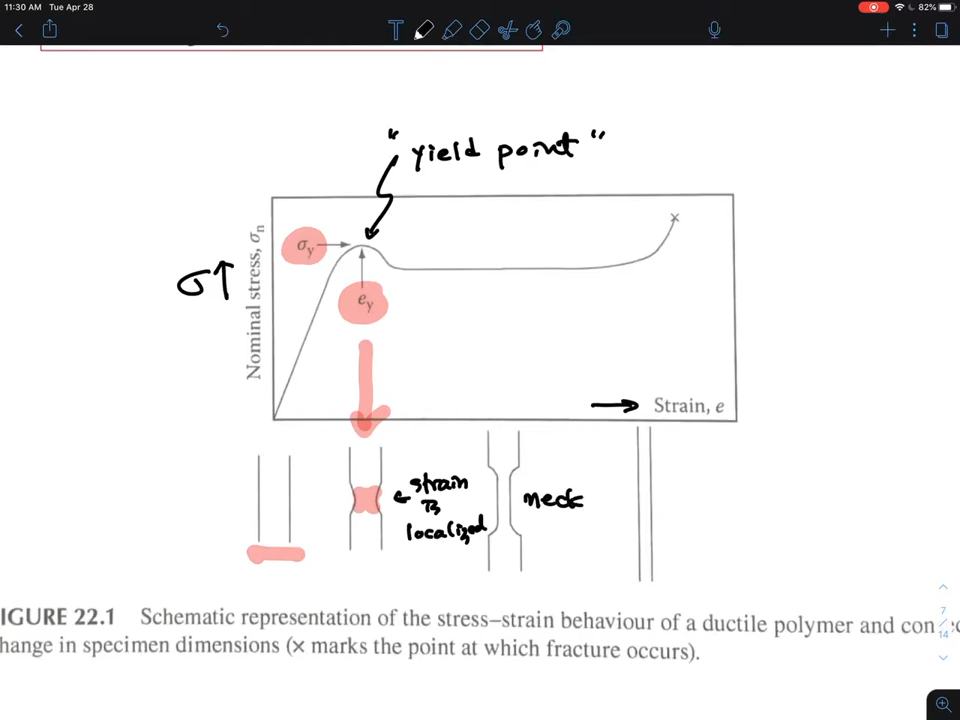 11:30 AM Tue Apr 28
82%
"yield point"
σy
σ↑
ey
Nominal stress, σn
Strain, e
strain
is
localized
neck
IGURE 22.1 Schematic representation of the stress–strain behaviour of a ductile polymer and con
hange in specimen dimensions (× marks the point at which fracture occurs).
7
14